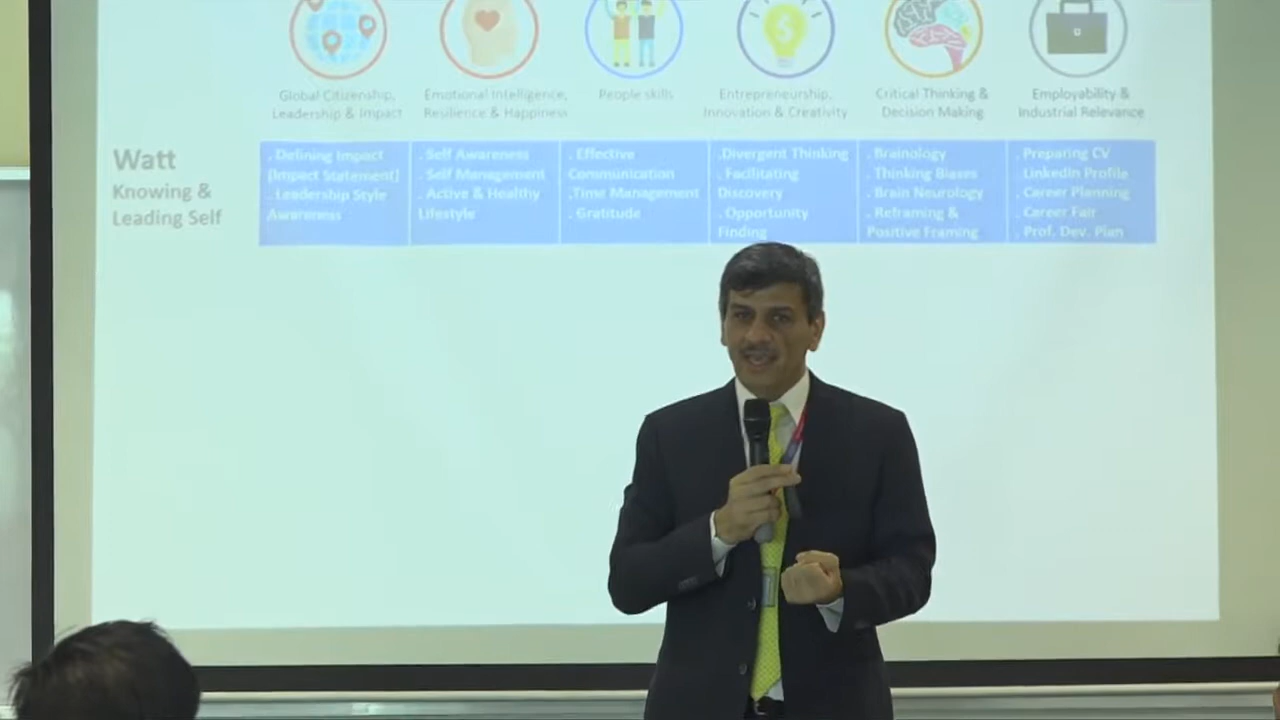 Global Citizenship,
Leadership & Impact
Emotional Intelligence,
Resilience & Happiness
People skills
Entrepreneurship,
Innovation & Creativity
Critical Thinking &
Decision Making
Employability &
Industrial Relevance
Watt
Knowing &
Leading Self
. Defining Impact
(Impact Statement)
. Leadership Style
Awareness
. Self Awareness
. Self Management
. Active & Healthy
Lifestyle
. Effective
Communication
.Time Management
. Gratitude
.Divergent Thinking
. Facilitating
Discovery
. Opportunity
Finding
. Brainology
. Thinking Biases
. Brain Neurology
. Reframing &
Positive Framing
. Preparing CV
. LinkedIn Profile
. Career Planning
. Career Fair
. Prof. Dev. Plan